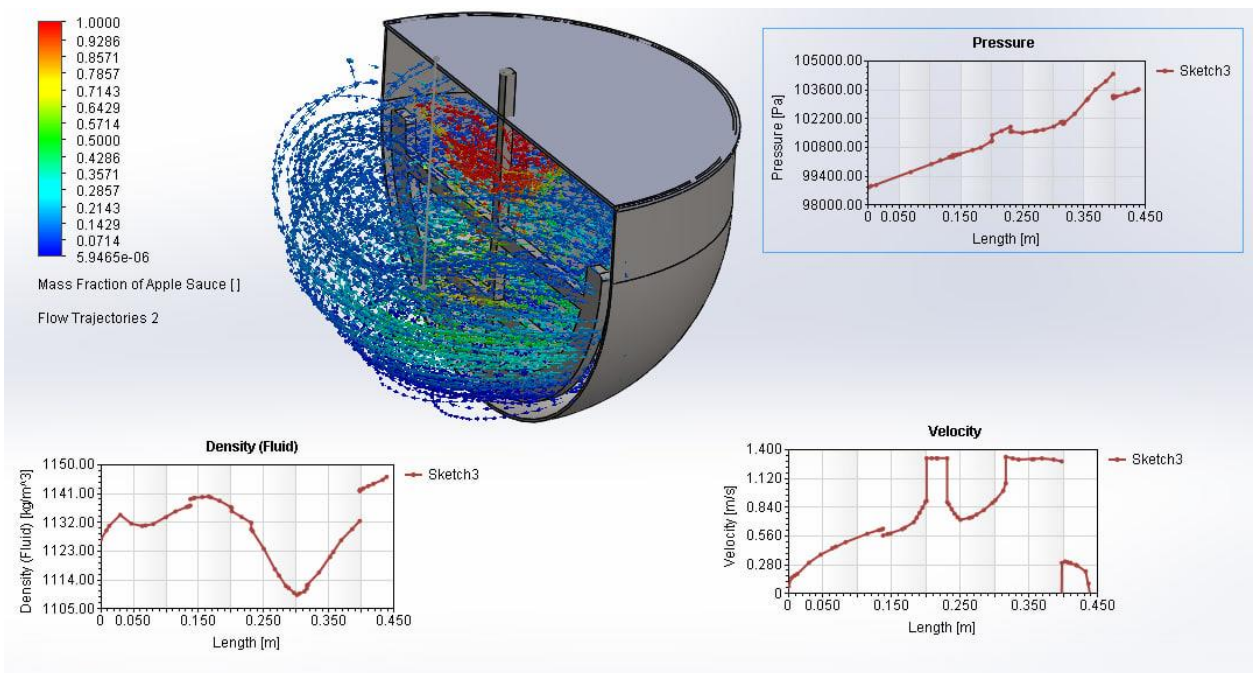 1.0000
0.9286
0.8571
0.7857
0.7143
0.6429
0.5714
0.5000
0.4286
0.3571
0.2857
0.2143
0.1429
0.0714
5.9465e-06
Mass Fraction of Apple Sauce [ ]
Flow Trajectories 2
Pressure
105000.00
103600.00
102200.00
100800.00
99400.00
98000.00
Pressure [Pa]
0 0.050 0.150 0.250 0.350 0.450
Length [m]
Sketch3
Density (Fluid)
1150.00
1141.00
1132.00
1123.00
1114.00
1105.00
Density (Fluid) [kg/m^3]
0 0.050 0.150 0.250 0.350 0.450
Length [m]
Sketch3
Velocity
1.400
1.120
0.840
0.560
0.280
0
Velocity [m/s]
0 0.050 0.150 0.250 0.350 0.450
Length [m]
Sketch3